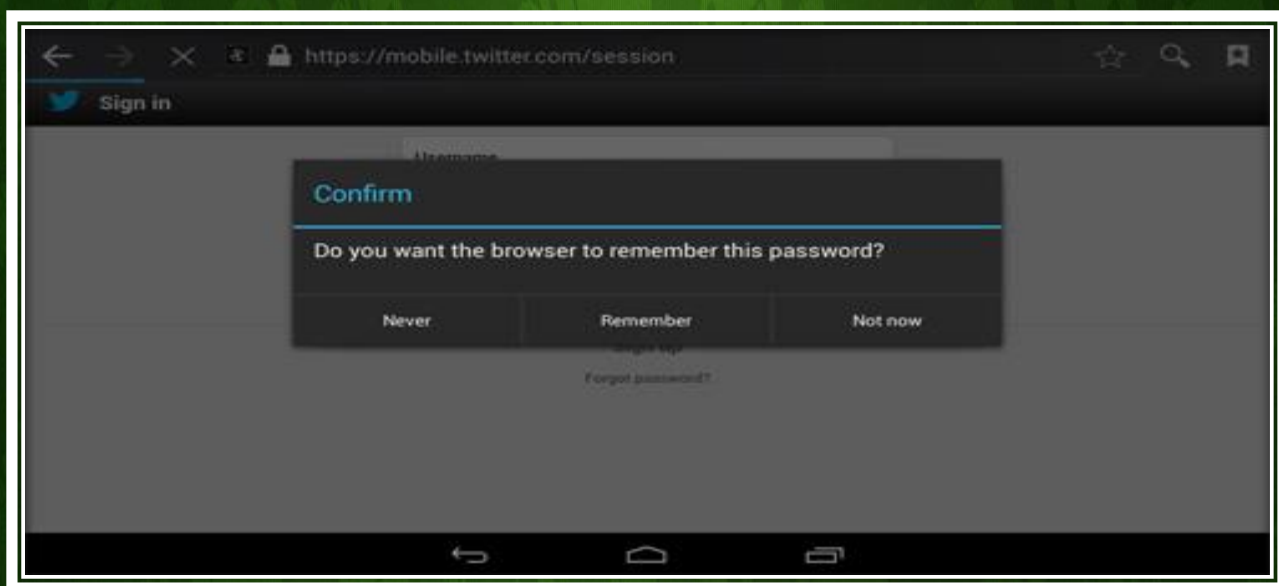 https://mobile.twitter.com/session
Sign in
Username
Confirm
Do you want the browser to remember this password?
Never Remember Not now
Forgot password?